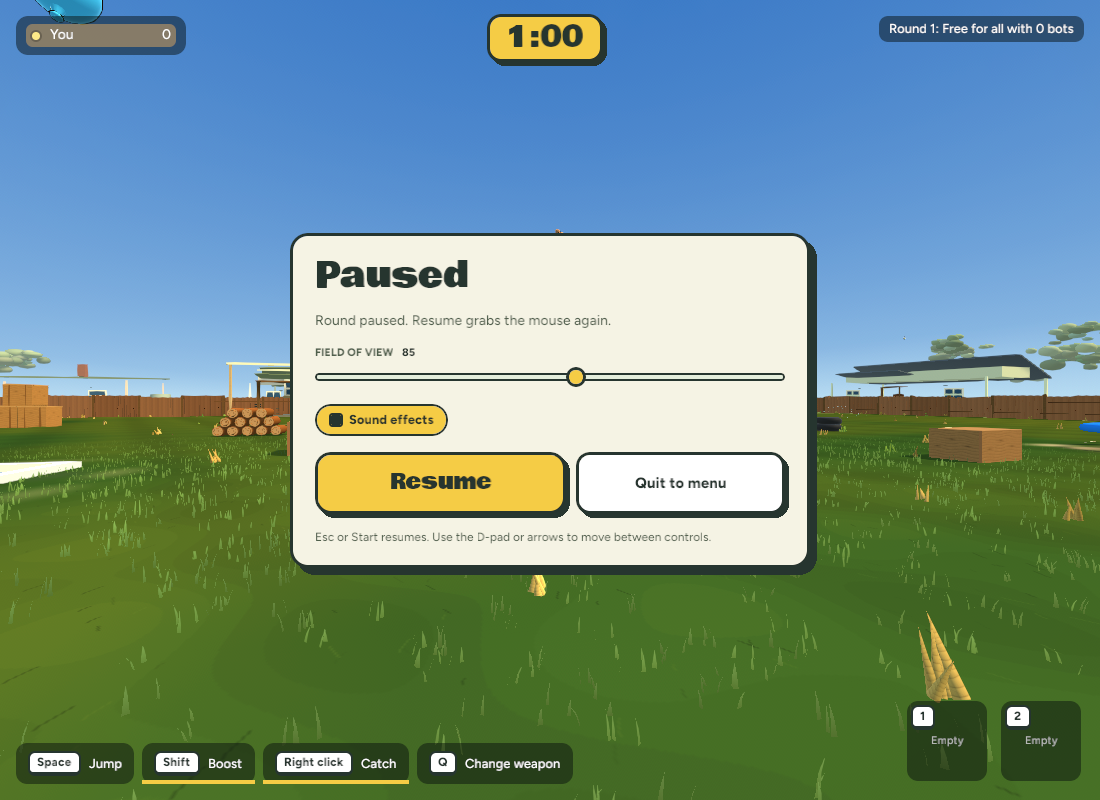 You 0
1:00
Round 1: Free for all with 0 bots
Paused
Round paused. Resume grabs the mouse again.
FIELD OF VIEW 85
Sound effects
Resume
Quit to menu
Esc or Start resumes. Use the D-pad or arrows to move between controls.
1
Empty
2
Empty
Space Jump
Shift Boost
Right click Catch
Q Change weapon